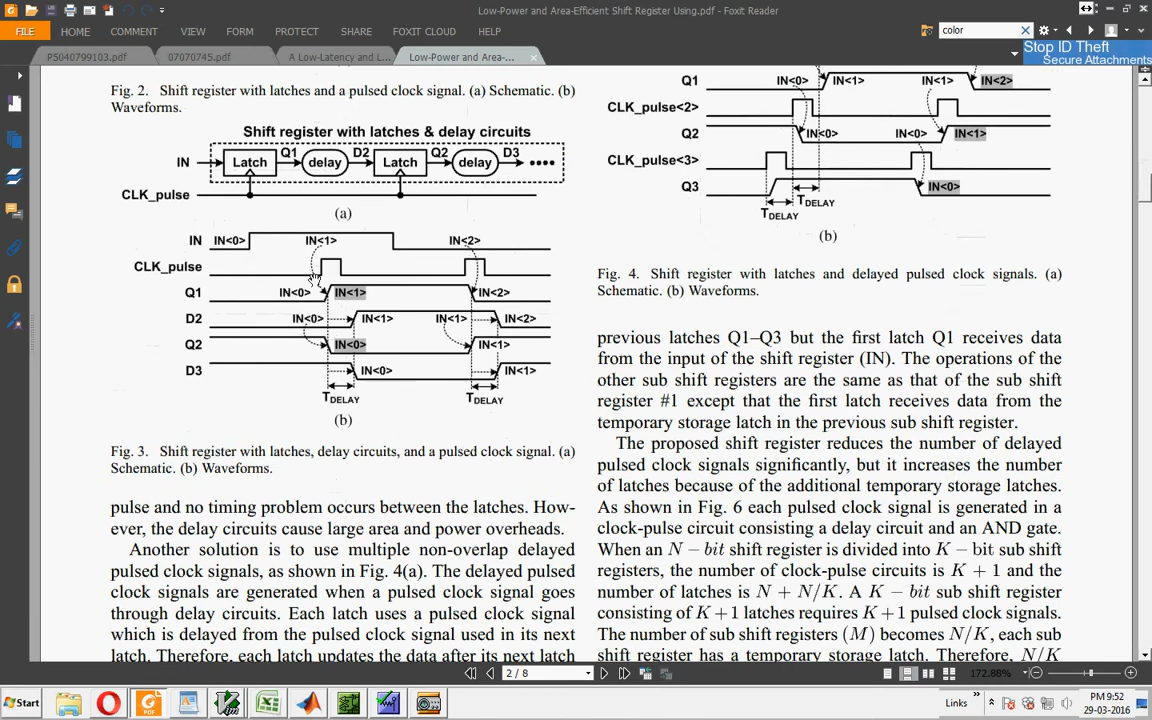 Low-Power and Area-Efficient Shift Register Using.pdf - Foxit Reader
FILE HOME COMMENT VIEW FORM PROTECT SHARE FOXIT CLOUD HELP
color
P5040799103.pdf 07070745.pdf A Low-Latency and L... Low-Power and Area-...
Stop ID Theft
Secure Attachments
Fig. 2. Shift register with latches and a pulsed clock signal. (a) Schematic. (b)
Waveforms.
Shift register with latches & delay circuits
IN Latch Q1 delay D2 Latch Q2 delay D3
CLK_pulse
(a)
IN IN<0> IN<1> IN<2>
CLK_pulse
Q1 IN<0> IN<1> IN<2>
D2 IN<0> IN<1> IN<1> IN<2>
Q2 IN<0> IN<1>
D3 IN<0> IN<1>
TDELAY TDELAY
(b)
Fig. 3. Shift register with latches, delay circuits, and a pulsed clock signal. (a)
Schematic. (b) Waveforms.
pulse and no timing problem occurs between the latches. How-
ever, the delay circuits cause large area and power overheads.
Another solution is to use multiple non-overlap delayed
pulsed clock signals, as shown in Fig. 4(a). The delayed pulsed
clock signals are generated when a pulsed clock signal goes
through delay circuits. Each latch uses a pulsed clock signal
which is delayed from the pulsed clock signal used in its next
latch. Therefore, each latch updates the data after its next latch
Q1 IN<0> IN<1> IN<1> IN<2>
CLK_pulse<2>
Q2 IN<0> IN<0> IN<1>
CLK_pulse<3>
Q3 IN<0>
TDELAY
TDELAY
(b)
Fig. 4. Shift register with latches and delayed pulsed clock signals. (a)
Schematic. (b) Waveforms.
previous latches Q1–Q3 but the first latch Q1 receives data
from the input of the shift register (IN). The operations of the
other sub shift registers are the same as that of the sub shift
register #1 except that the first latch receives data from the
temporary storage latch in the previous sub shift register.
The proposed shift register reduces the number of delayed
pulsed clock signals significantly, but it increases the number
of latches because of the additional temporary storage latches.
As shown in Fig. 6 each pulsed clock signal is generated in a
clock-pulse circuit consisting a delay circuit and an AND gate.
When an N − bit shift register is divided into K − bit sub shift
registers, the number of clock-pulse circuits is K + 1 and the
number of latches is N + N/K. A K − bit sub shift register
consisting of K + 1 latches requires K + 1 pulsed clock signals.
The number of sub shift registers (M) becomes N/K, each sub
shift register has a temporary storage latch. Therefore, N/K
2 / 8
172.88%
Start
Links
PM 9:52
29-03-2016